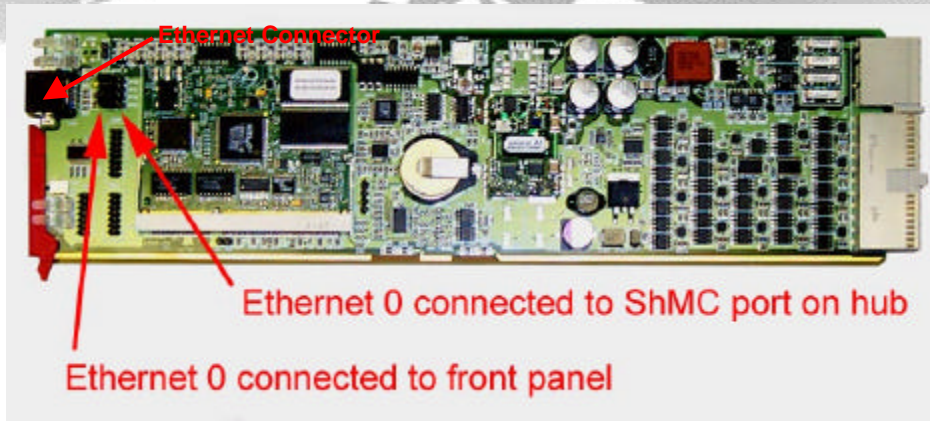 Ethernet Connector
Ethernet 0 connected to ShMC port on hub
Ethernet 0 connected to front panel